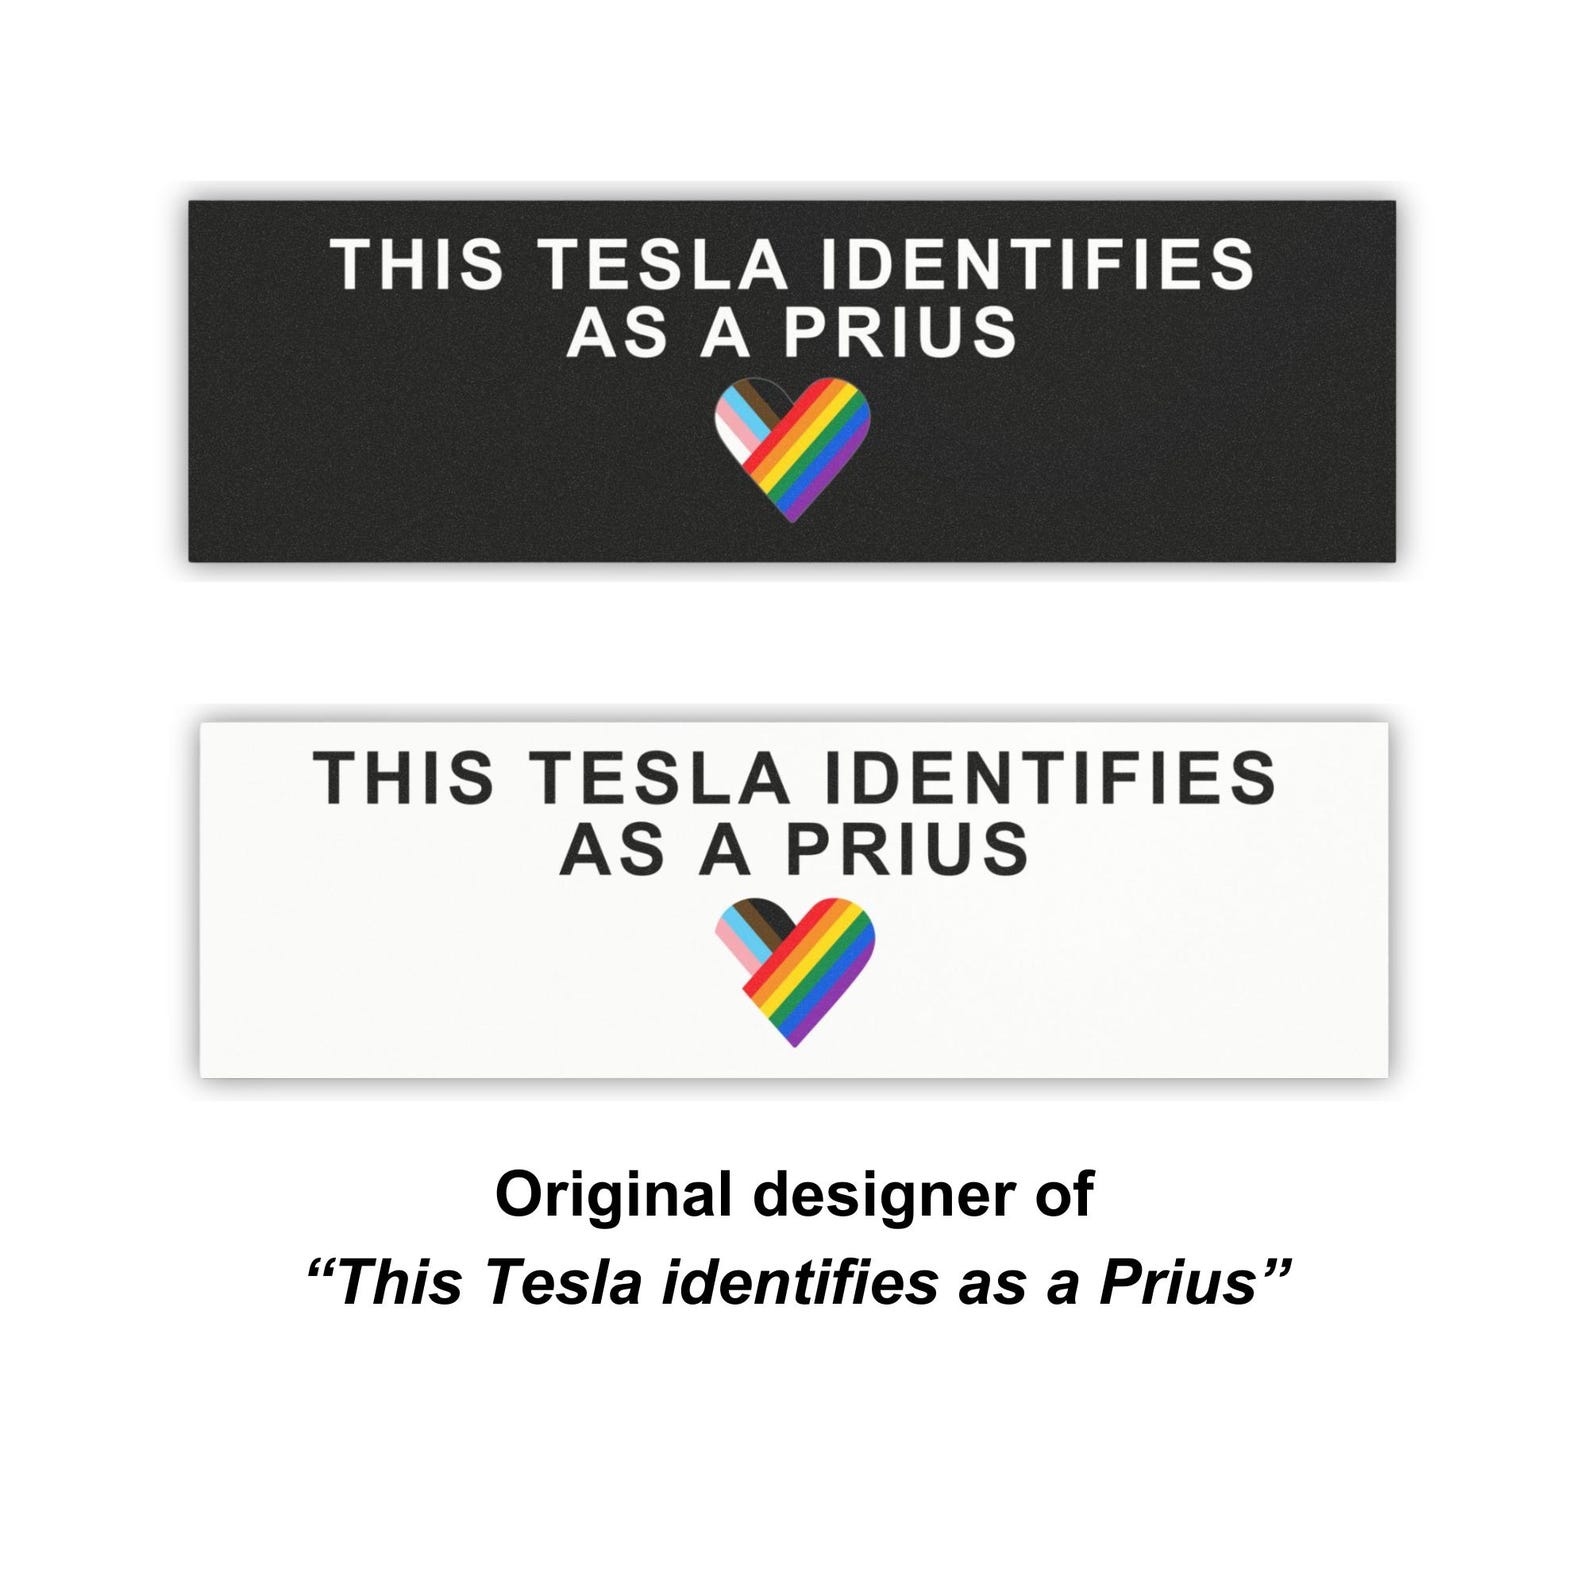 THIS TESLA IDENTIFIES
AS A PRIUS
THIS TESLA IDENTIFIES
AS A PRIUS
Original designer of
“This Tesla identifies as a Prius”